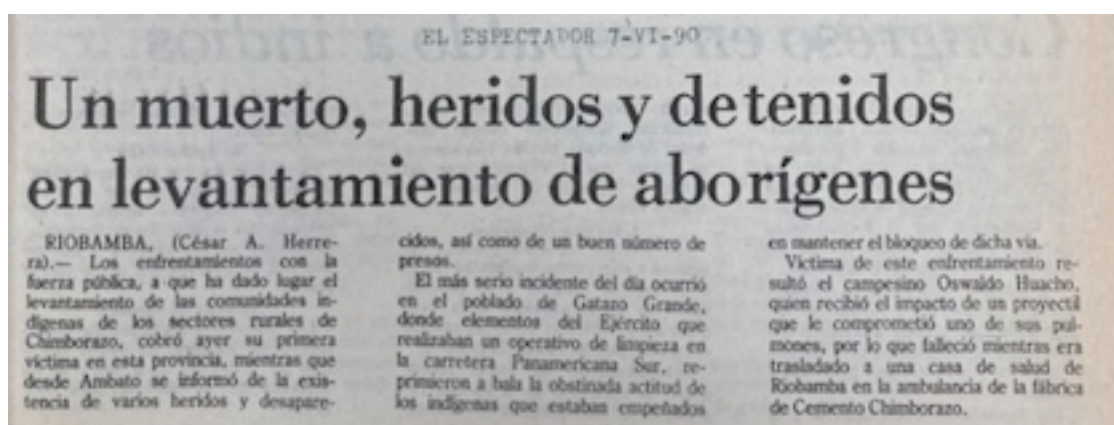 EL ESPECTADOR 7-VI-90
Un muerto, heridos y detenidos
en levantamiento de aborígenes
RIOBAMBA, (César A. Herre-
ra).— Los enfrentamientos con la
fuerza pública, a que ha dado lugar el
levantamiento de las comunidades in-
dígenas de los sectores rurales de
Chimborazo, cobró ayer su primera
víctima en esta provincia, mientras que
desde Ambato se informó de la exis-
tencia de varios heridos y desapare-
cidos, así como de un buen número de
presos.
El más serio incidente del día ocurrió
en el poblado de Gatazo Grande,
donde elementos del Ejército que
realizaban un operativo de limpieza en
la carretera Panamericana Sur, re-
primieron a bala la obstinada actitud de
los indígenas que estaban empeñados
en mantener el bloqueo de dicha vía.
Víctima de este enfrentamiento re-
sultó el campesino Oswaldo Huacho,
quien recibió el impacto de un proyectil
que le comprometió uno de sus pul-
mones, por lo que falleció mientras era
trasladado a una casa de salud de
Riobamba en la ambulancia de la fábrica
de Cemento Chimborazo.